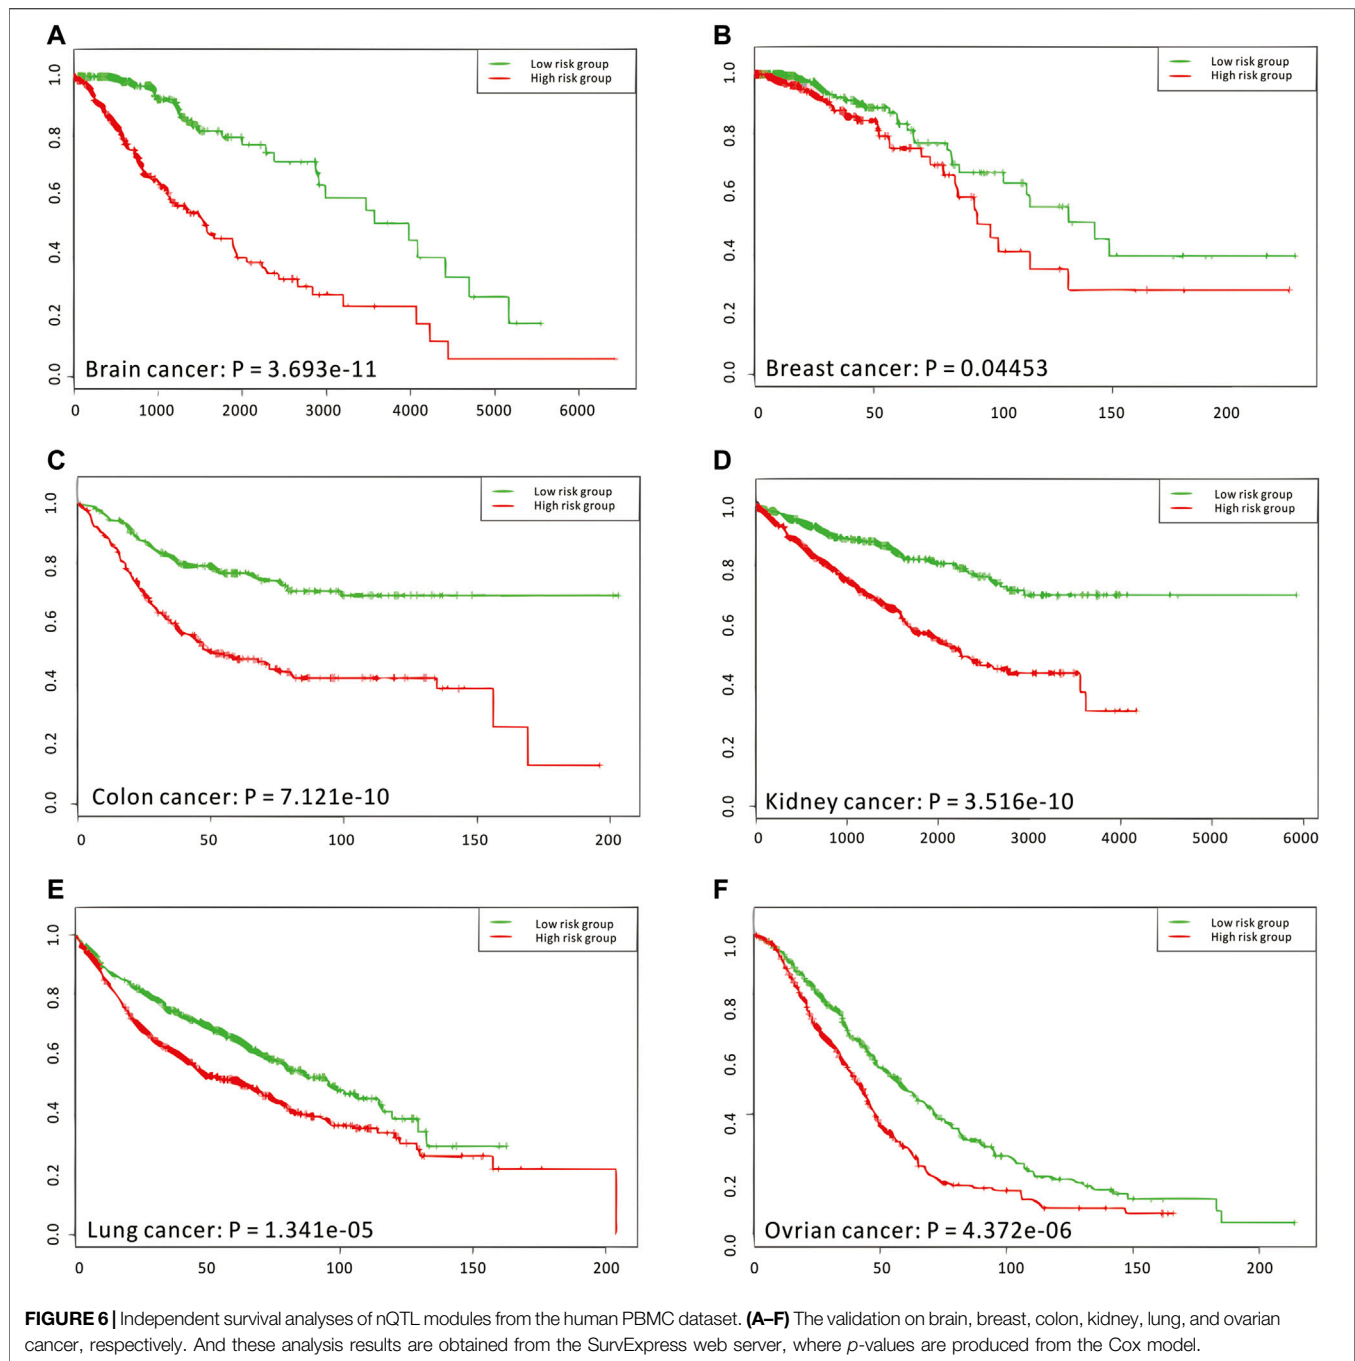 A
Low risk group
High risk group
1.0
0.8
0.6
0.4
0.2
0.0
Brain cancer: P = 3.693e-11
0 1000 2000 3000 4000 5000 6000
B
Low risk group
High risk group
1.0
0.8
0.6
0.4
0.2
0.0
Breast cancer: P = 0.04453
0 50 100 150 200
C
Low risk group
High risk group
1.0
0.8
0.6
0.4
0.2
0.0
Colon cancer: P = 7.121e-10
0 50 100 150 200
D
Low risk group
High risk group
1.0
0.8
0.6
0.4
0.2
0.0
Kidney cancer: P = 3.516e-10
0 1000 2000 3000 4000 5000 6000
E
Low risk group
High risk group
1.0
0.8
0.6
0.4
0.2
0.0
Lung cancer: P = 1.341e-05
0 50 100 150 200
F
Low risk group
High risk group
1.0
0.8
0.6
0.4
0.2
0.0
Ovrian cancer: P = 4.372e-06
0 50 100 150 200
FIGURE 6 | Independent survival analyses of nQTL modules from the human PBMC dataset. (A–F) The validation on brain, breast, colon, kidney, lung, and ovarian
cancer, respectively. And these analysis results are obtained from the SurvExpress web server, where p-values are produced from the Cox model.